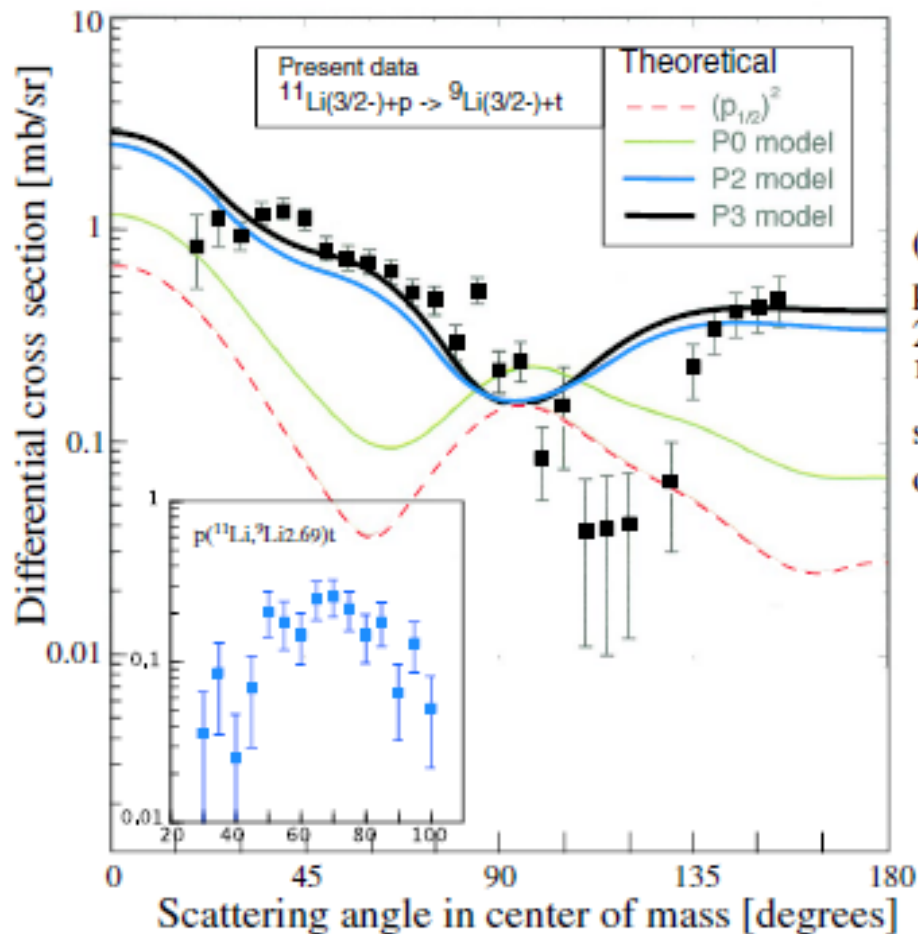 10
1
0.1
0.01
Differential cross section [mb/sr]
Present data
¹¹Li(3/2-)+p -> ⁹Li(3/2-)+t
Theoretical
(p₁/₂)²
P0 model
P2 model
P3 model
p(¹¹Li,⁹Li2.69)t
1
0.1
0.01
20 40 60 80 100
0 45 90 135 180
Scattering angle in center of mass [degrees]